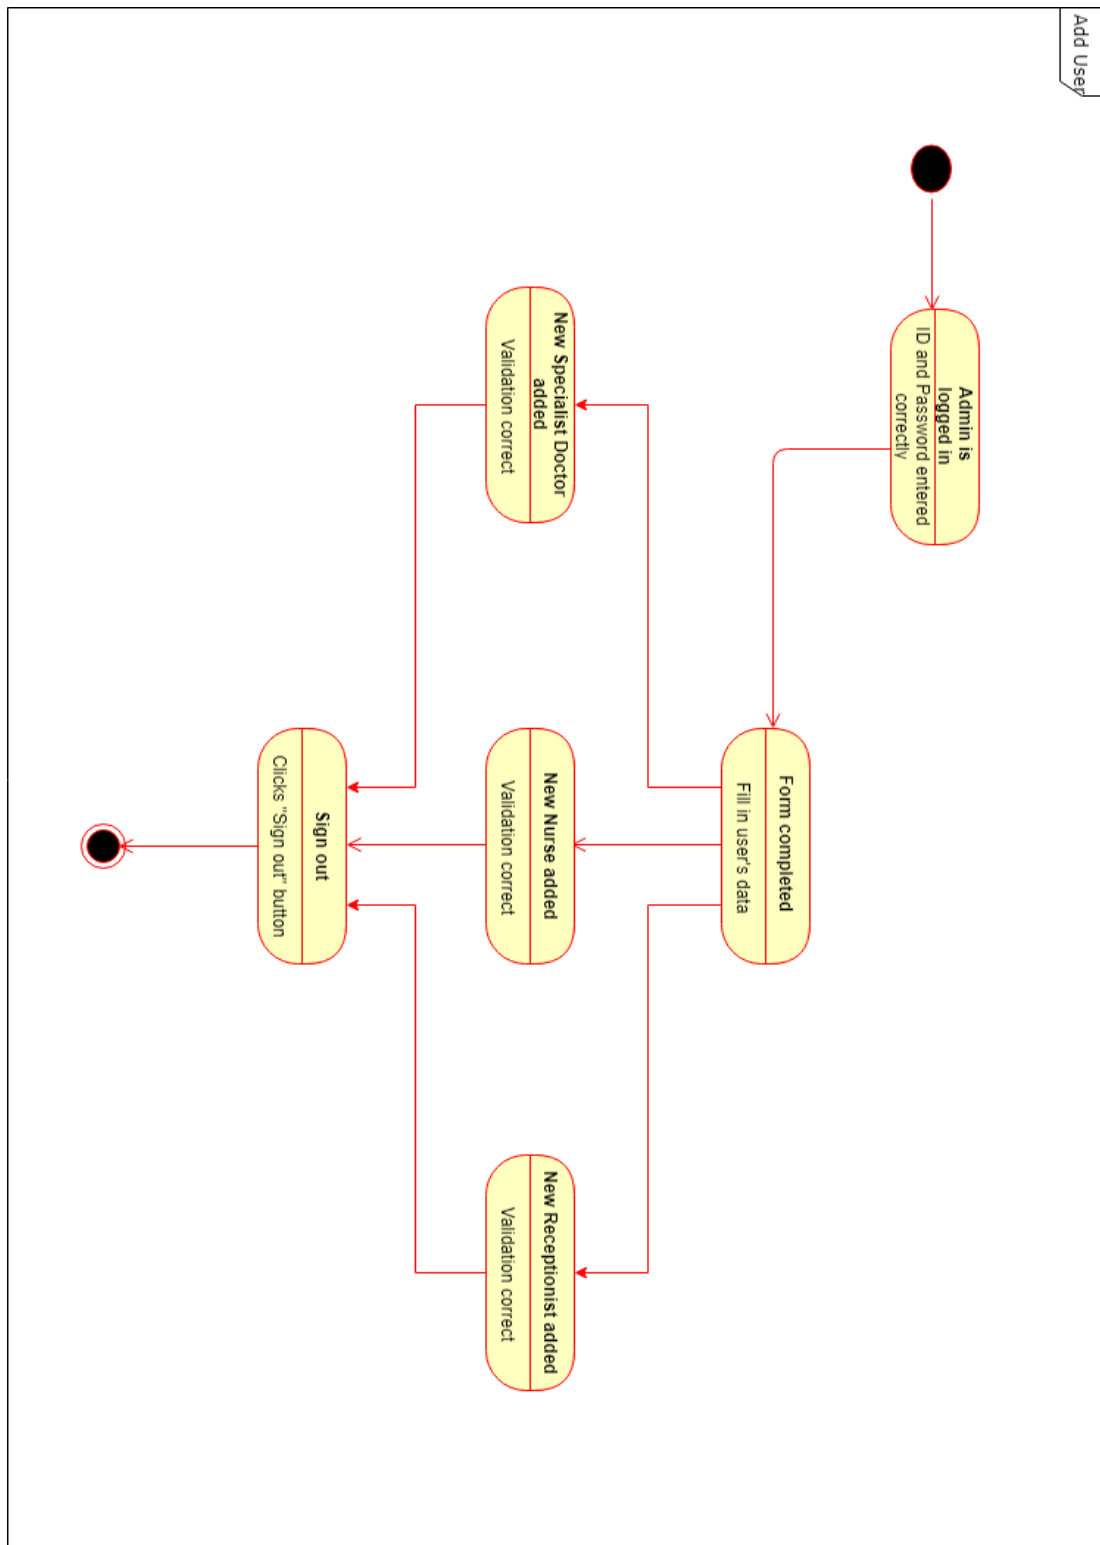 Add User
Admin is
logged in
ID and Password entered
correctly
Form completed
Fill in user's data
New Specialist Doctor
added
Validation correct
New Nurse added
Validation correct
New Receptionist added
Validation correct
Sign out
Clicks "Sign out" button